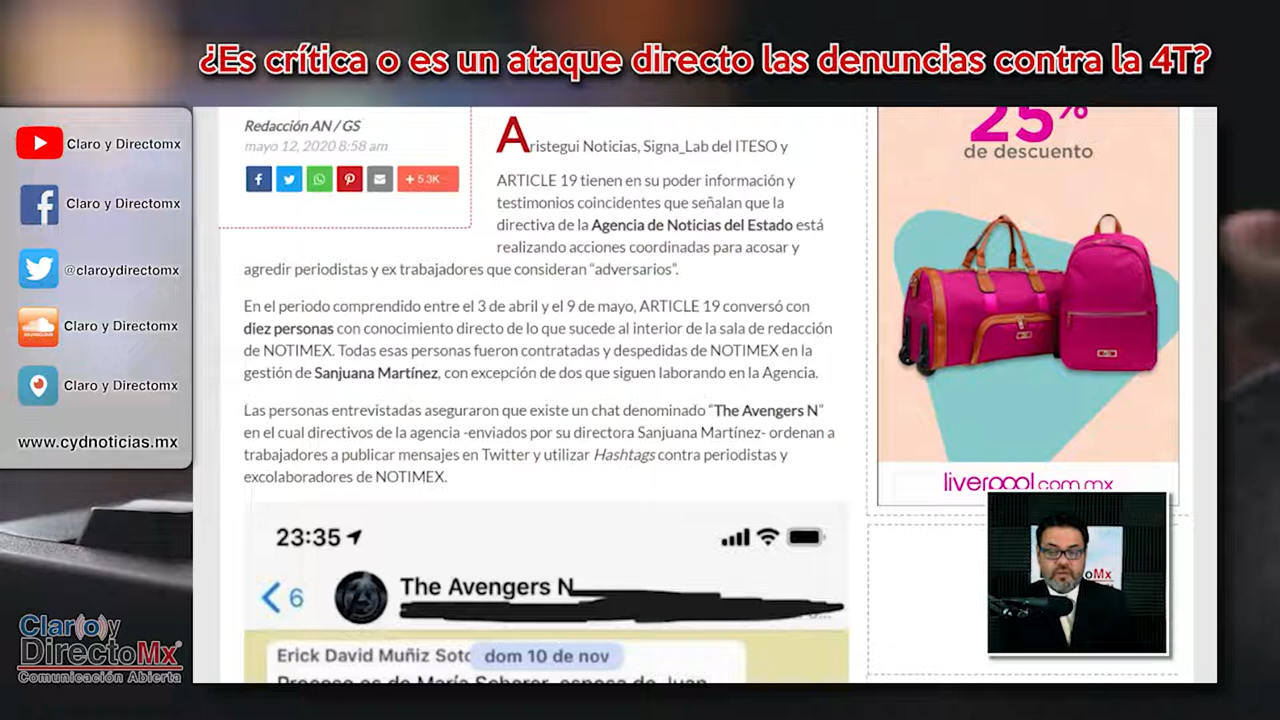 ¿Es crítica o es un ataque directo las denuncias contra la 4T?
Claro y Directomx
Claro y Directomx
@claroydirectomx
Claro y Directomx
Claro y Directomx
www.cydnoticias.mx
Claro y
DirectoMx
Comunicación Abierta
Redacción AN / GS
mayo 12, 2020 8:58 am
+ 5.3K
Aristegui Noticias, Signa_Lab del ITESO y
ARTICLE 19 tienen en su poder información y
testimonios coincidentes que señalan que la
directiva de la Agencia de Noticias del Estado está
realizando acciones coordinadas para acosar y
agredir periodistas y ex trabajadores que consideran “adversarios”.
En el periodo comprendido entre el 3 de abril y el 9 de mayo, ARTICLE 19 conversó con
diez personas con conocimiento directo de lo que sucede al interior de la sala de redacción
de NOTIMEX. Todas esas personas fueron contratadas y despedidas de NOTIMEX en la
gestión de Sanjuana Martínez, con excepción de dos que siguen laborando en la Agencia.
Las personas entrevistadas aseguraron que existe un chat denominado “The Avengers N”
en el cual directivos de la agencia -enviados por su directora Sanjuana Martínez- ordenan a
trabajadores a publicar mensajes en Twitter y utilizar Hashtags contra periodistas y
excolaboradores de NOTIMEX.
23:35
6
The Avengers N
Erick David Muñiz Soto
dom 10 de nov
Proceso es de María Scherer, esposa de Juan
25%
de descuento
liverpool.com.mx